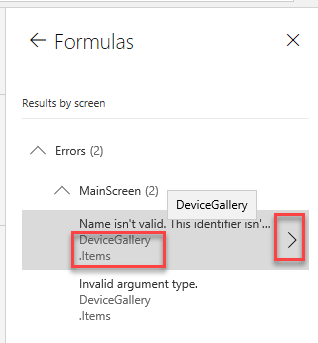 Formulas
Results by screen
Errors (2)
MainScreen (2)
DeviceGallery
Name isn't valid. This identifier isn'...
DeviceGallery
.Items
Invalid argument type.
DeviceGallery
.Items